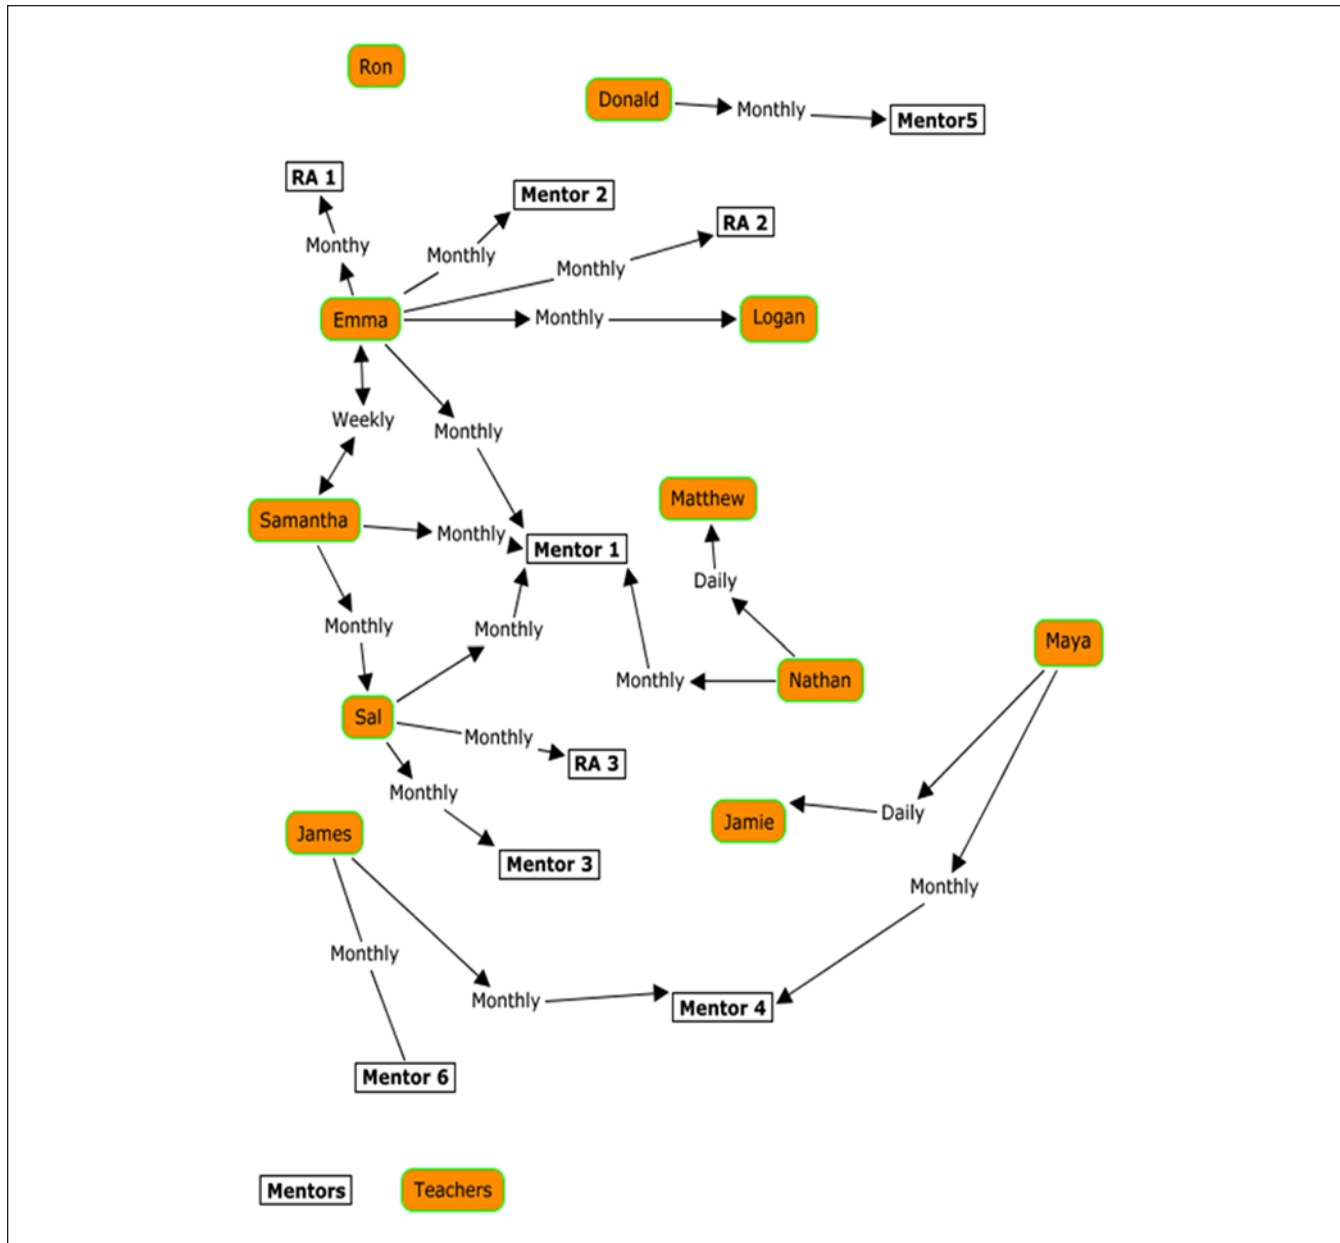 Ron
Donald
Monthly
Mentor5
RA 1
Mentor 2
RA 2
Monthy
Monthly
Monthly
Emma
Monthly
Logan
Weekly
Monthly
Matthew
Samantha
Monthly
Mentor 1
Daily
Monthly
Monthly
Maya
Monthly
Nathan
Sal
Monthly
RA 3
Monthly
Jamie
Daily
James
Mentor 3
Monthly
Monthly
Monthly
Mentor 4
Mentor 6
Mentors
Teachers